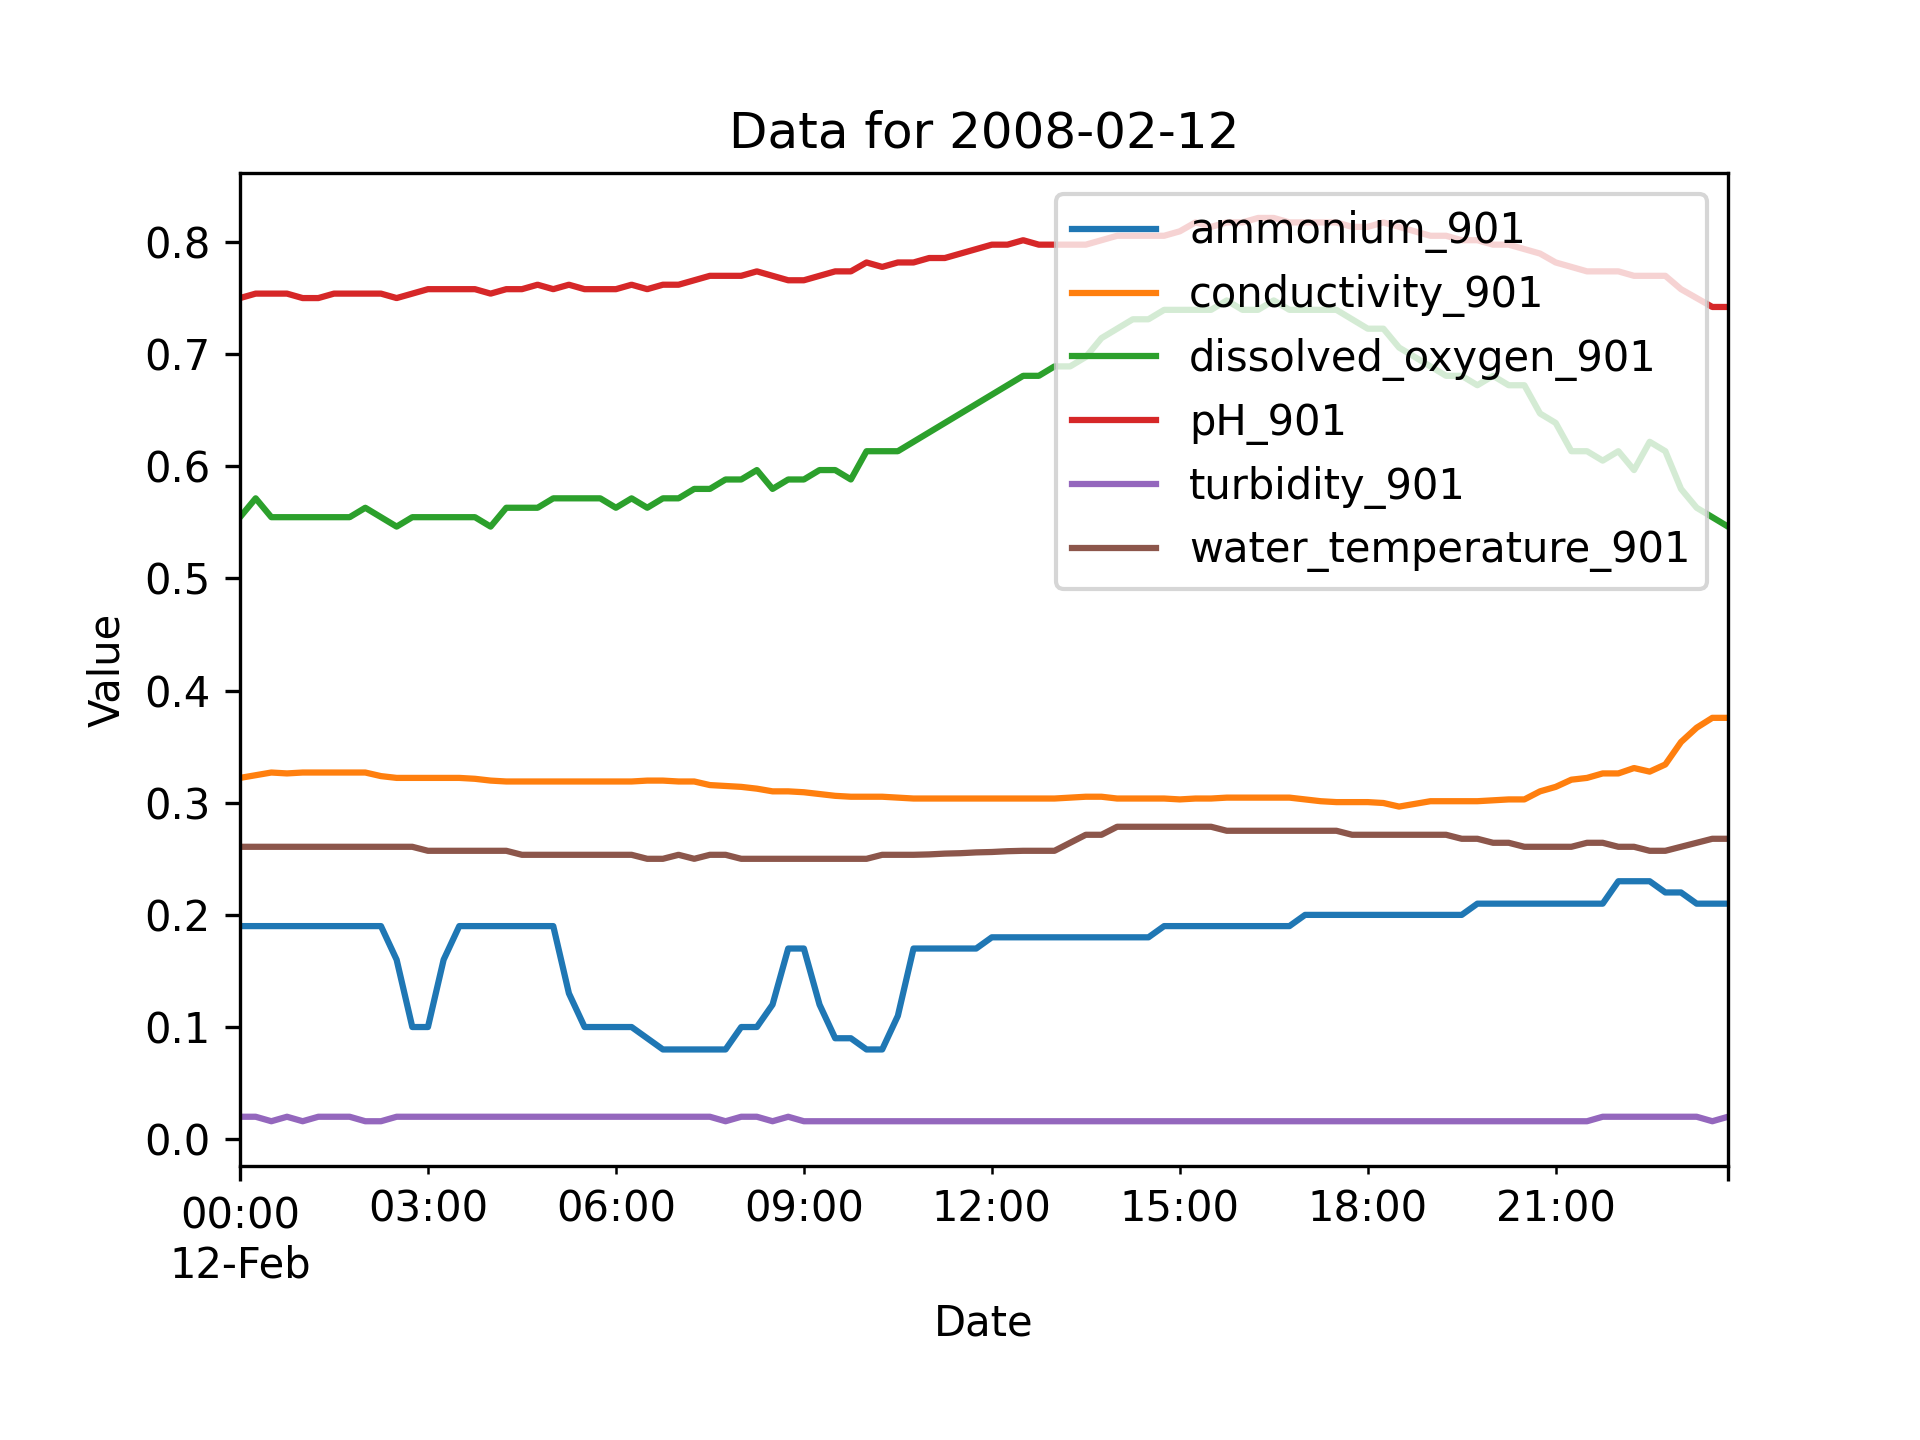 Data for 2008-02-12
ammonium_901
conductivity_901
dissolved_oxygen_901
pH_901
turbidity_901
water_temperature_901
Value
0.8
0.7
0.6
0.5
0.4
0.3
0.2
0.1
0.0
00:00 03:00 06:00 09:00 12:00 15:00 18:00 21:00
12-Feb
Date